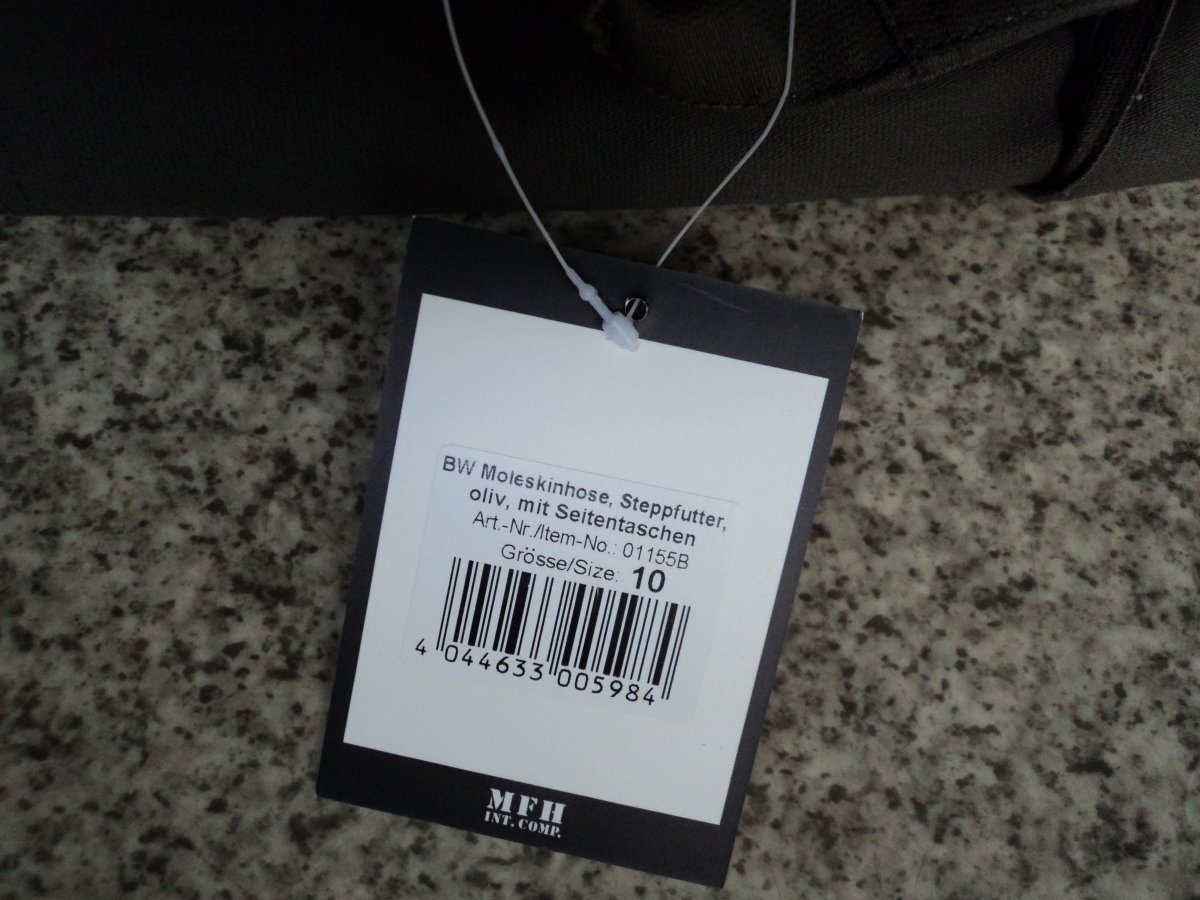 BW Moleskinhose, Steppfutter,
oliv, mit Seitentaschen
Art.-Nr./Item-No.: 01155B
Grösse/Size: 10
4 044633 005984
MFH
INT. COMP.